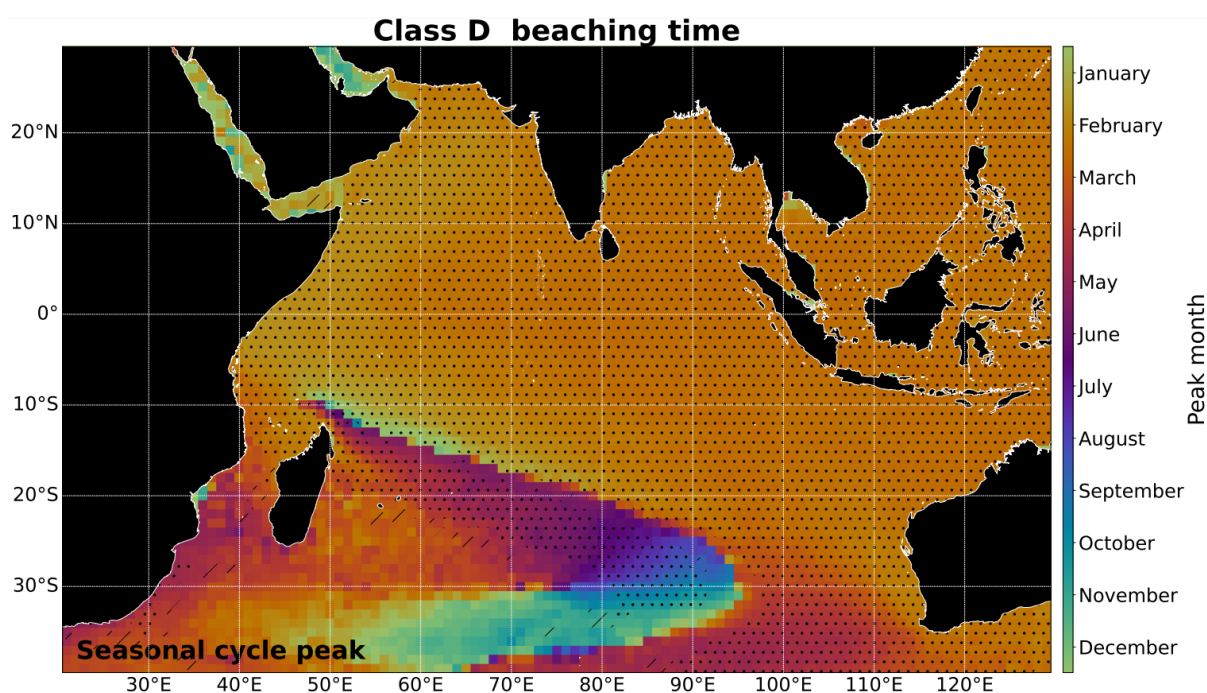 Class D  beaching time
20°N
10°N
0°
10°S
20°S
30°S
30°E
40°E
50°E
60°E
70°E
80°E
90°E
100°E
110°E
120°E
Seasonal cycle peak
January
February
March
April
May
June
July
August
September
October
November
December
Peak month